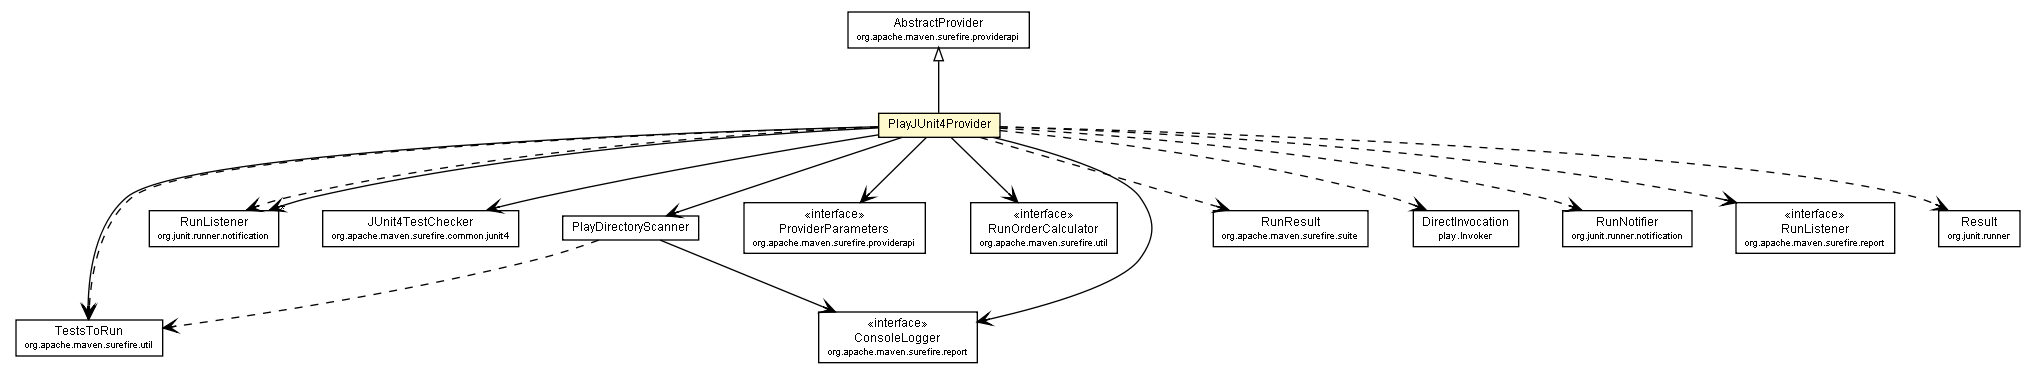 AbstractProvider
org.apache.maven.surefire.providerapi
PlayJUnit4Provider
RunListener
org.junit.runner.notification
JUnit4TestChecker
org.apache.maven.surefire.common.junit4
PlayDirectoryScanner
«interface»
ProviderParameters
org.apache.maven.surefire.providerapi
«interface»
RunOrderCalculator
org.apache.maven.surefire.util
RunResult
org.apache.maven.surefire.suite
DirectInvocation
play.Invoker
RunNotifier
org.junit.runner.notification
«interface»
RunListener
org.apache.maven.surefire.report
Result
org.junit.runner
TestsToRun
org.apache.maven.surefire.util
«interface»
ConsoleLogger
org.apache.maven.surefire.report